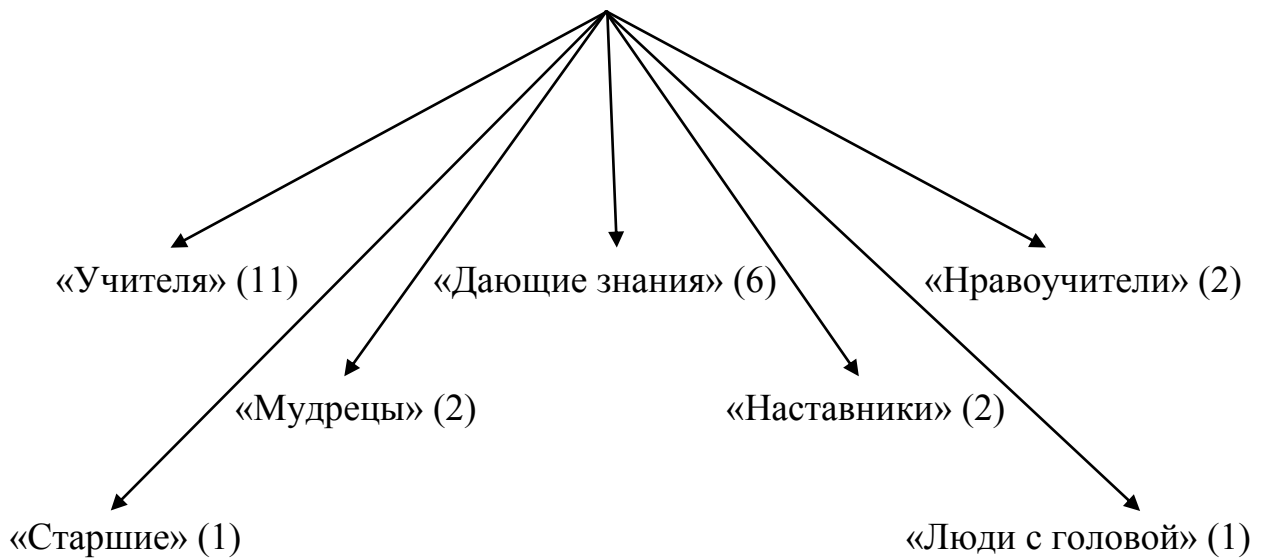 «Учителя» (11) «Дающие знания» (6) «Нравоучители» (2)
«Мудрецы» (2) «Наставники» (2)
«Старшие» (1) «Люди с головой» (1)